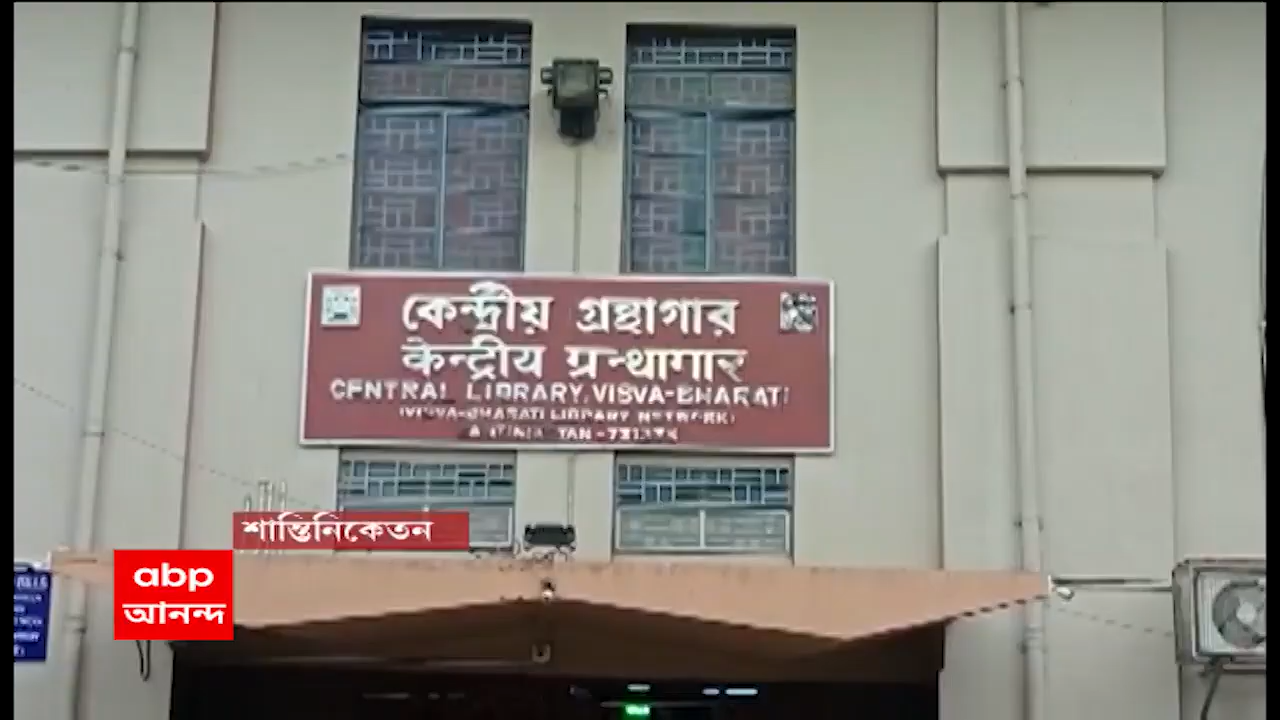 কেন্দ্রীয় গ্রন্থাগার
केन्द्रीय ग्रन्थागार
CENTRAL LIBRARY, VISVA-BHARATI
(VISVA-BHARATI LIBRARY NETWORK)
শান্তিনিকেতন
abp
আনন্দ